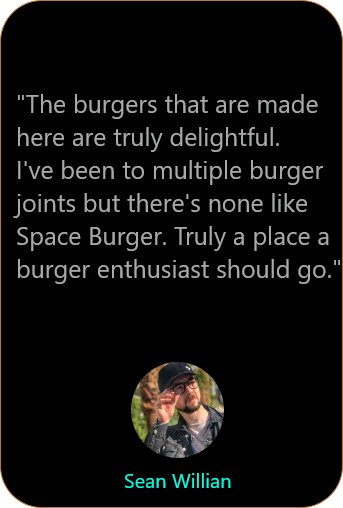 "The burgers that are made
here are truly delightful.
I've been to multiple burger
joints but there's none like
Space Burger. Truly a place a
burger enthusiast should go."
Sean Willian